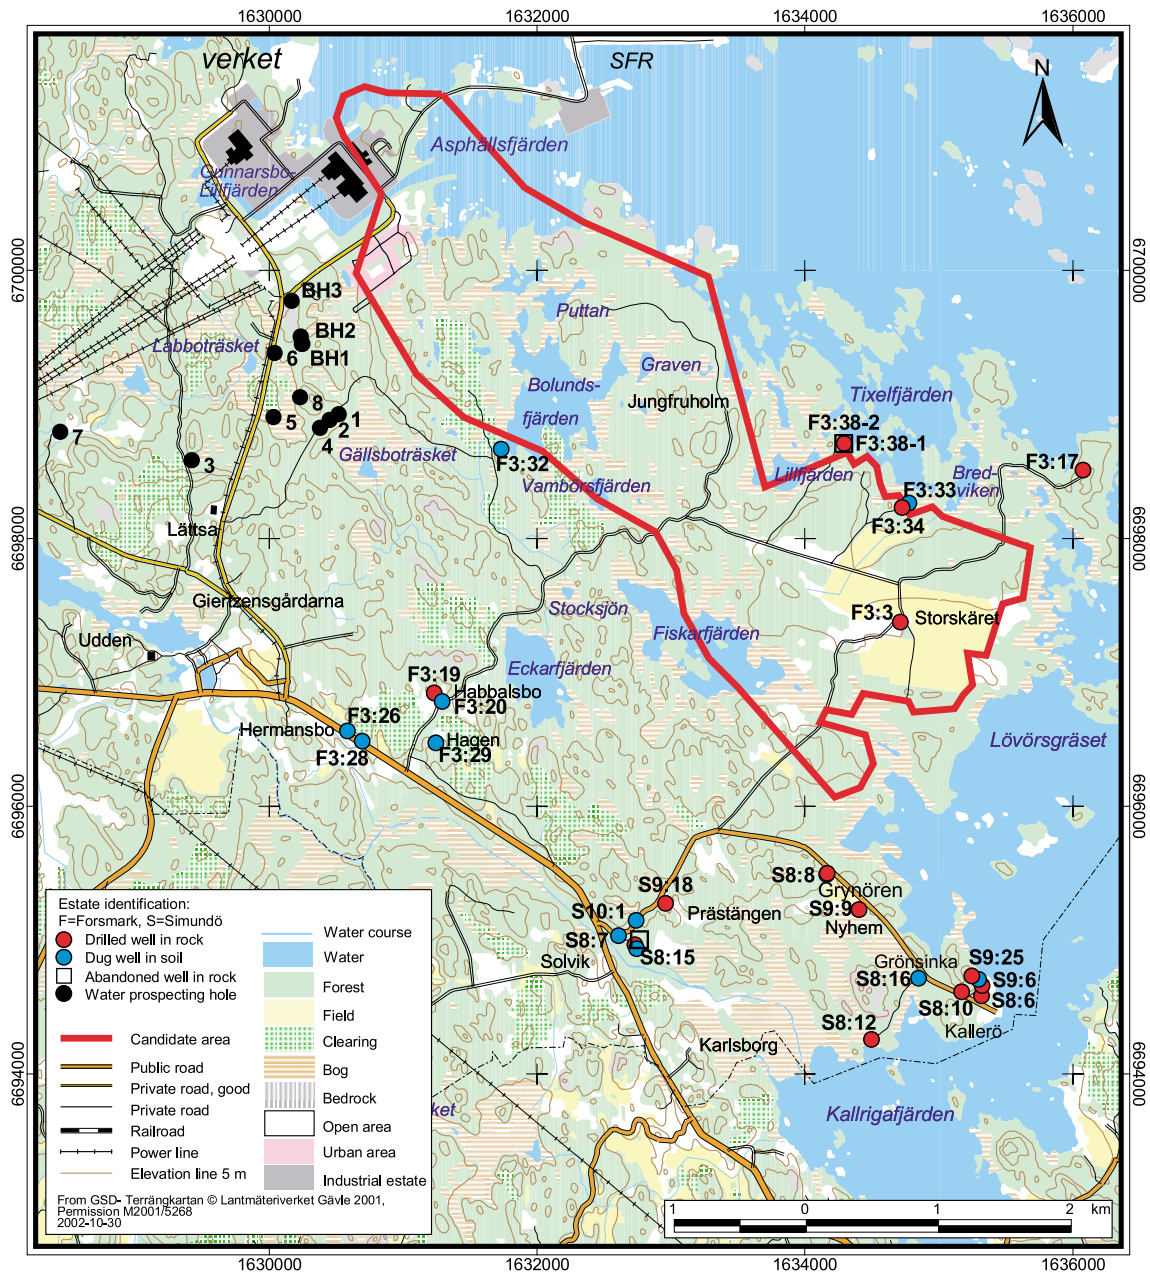 1630000
1632000
1634000
1636000
verket
SFR
N
Asphällsfjärden
Gunnarsbo-
Lillfjärden
6700000
6700000
BH3
Puttan
BH2
Labboträsket
6
BH1
Graven
Bolunds-
fjärden
Tixelfjärden
8
Jungfruholm
5
1
2
4
F3:38-2
7
F3:38-1
3
Gällsboträsket
F3:32
Lillfjärden
Bred-
viken
F3:17
Vambörsfjärden
F3:33
F3:34
Lättsa
6698000
6698000
Giertzensgårdarna
Stocksjön
F3:3
Storskäret
Udden
Fiskarfjärden
Eckarfjärden
F3:19
Habbalsbo
F3:20
F3:26
Hermansbo
Hagen
F3:28
F3:29
Lövörsgräset
6696000
6696000
S8:8
Grynören
S9:18
S10:1
Prästängen
S9:9
Nyhem
S8:7
Solvik
S8:15
Grönsinka
S9:25
S8:16
S9:6
S8:10
S8:6
Kallerö
S8:12
Karlsborg
6694000
6694000
ket
Kallrigafjärden
Estate identification:
F=Forsmark, S=Simundö
Drilled well in rock
Dug well in soil
Abandoned well in rock
Water prospecting hole
Candidate area
Public road
Private road, good
Private road
Railroad
Power line
Elevation line 5 m
Water course
Water
Forest
Field
Clearing
Bog
Bedrock
Open area
Urban area
Industrial estate
From GSD- Terrängkartan © Lantmäteriverket Gävle 2001,
Permission M2001/5268
2002-10-30
1 0 1 2 km
1630000
1632000
1634000
1636000